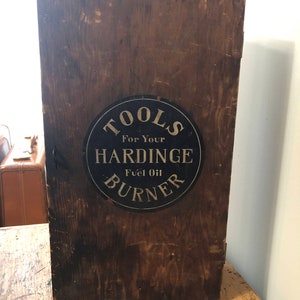 TOOLS
For Your
HARDINGE
Fuel Oil
BURNER